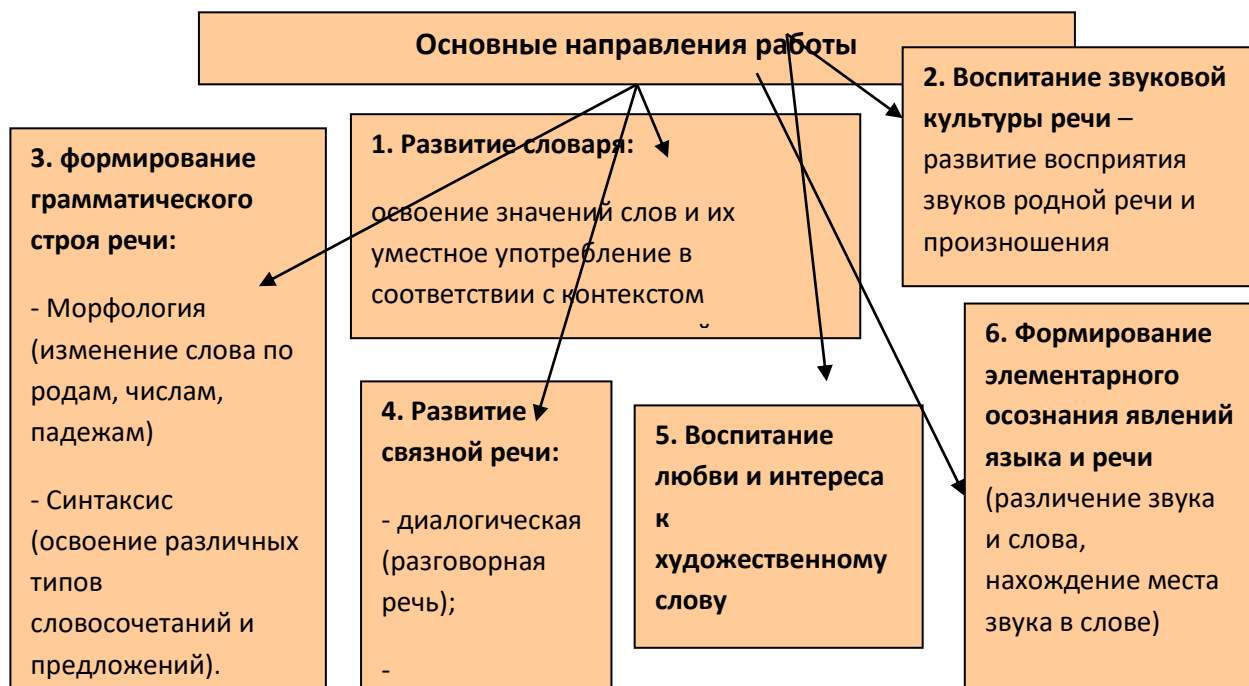 Основные направления работы
2. Воспитание звуковой
культуры речи –
развитие восприятия
звуков родной речи и
произношения
1. Развитие словаря:
освоение значений слов и их
уместное употребление в
соответствии с контекстом
3. формирование
грамматического
строя речи:
- Морфология
(изменение слова по
родам, числам,
падежам)
- Синтаксис
(освоение различных
типов
словосочетаний и
предложений).
4. Развитие
связной речи:
- диалогическая
(разговорная
речь);
-
5. Воспитание
любви и интереса
к
художественному
слову
6. Формирование
элементарного
осознания явлений
языка и речи
(различение звука
и слова,
нахождение места
звука в слове)